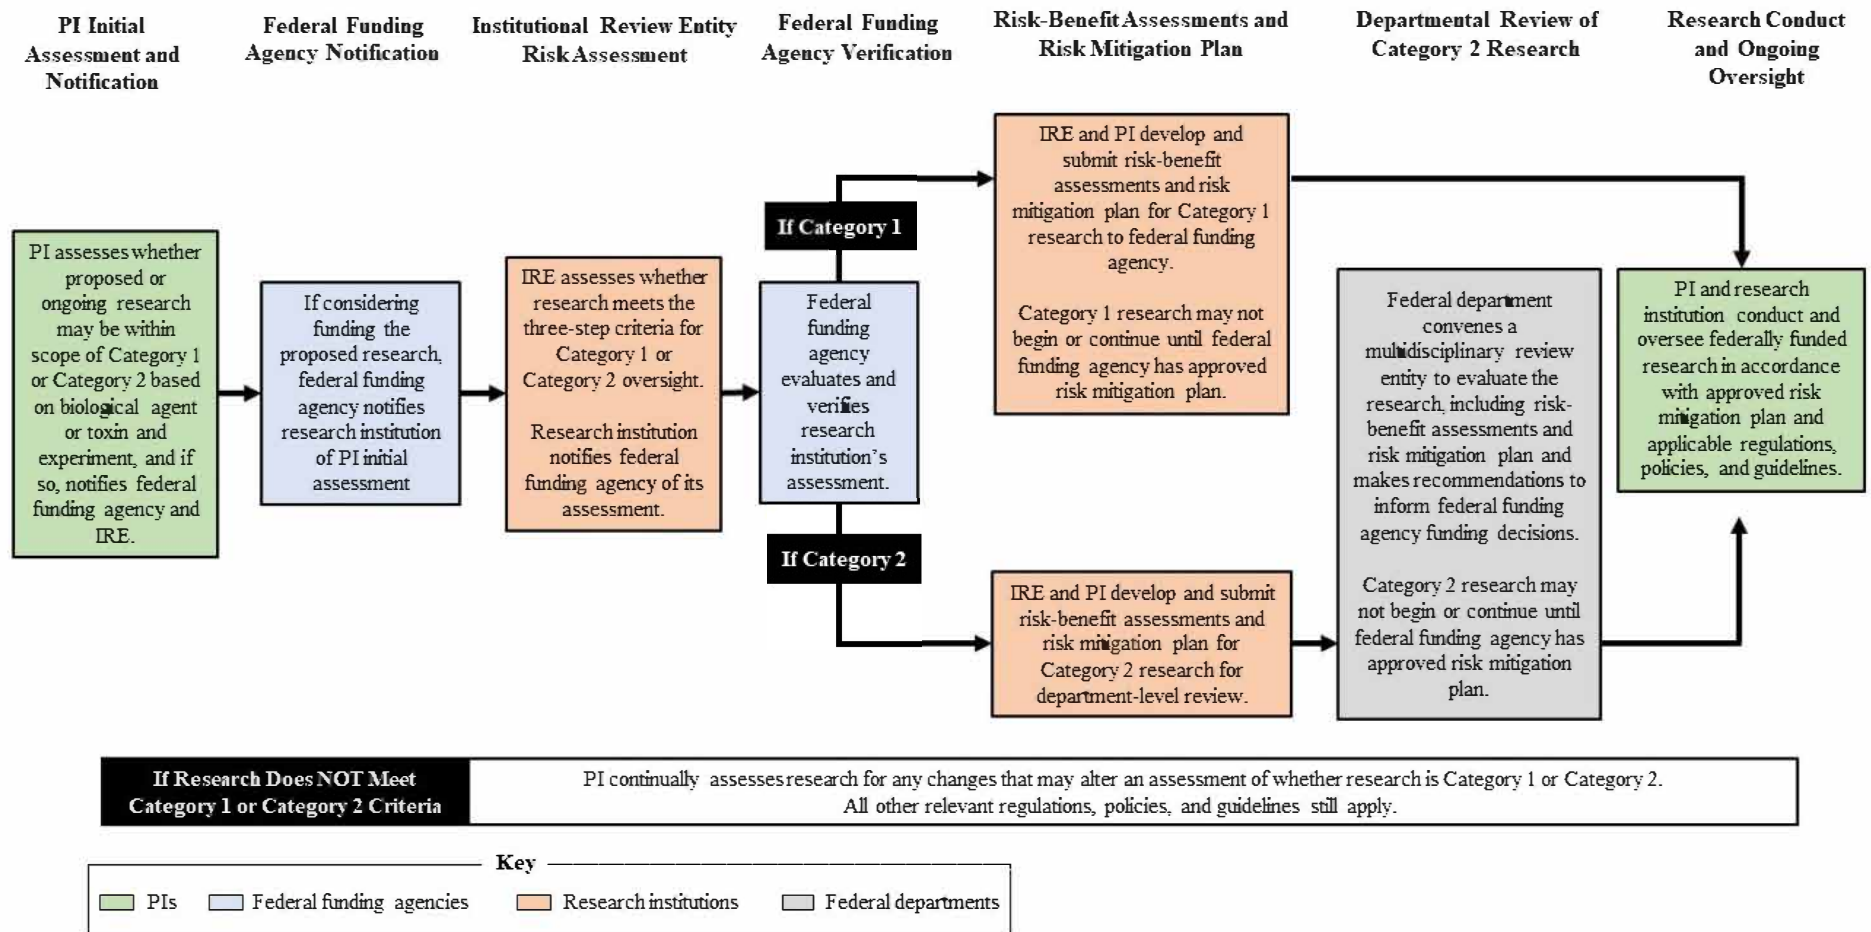 PI Initial
Assessment and
Notification
Federal Funding
Agency Notification
Institutional Review Entity
Risk Assessment
Federal Funding
Agency Verification
Risk-Benefit Assessments and
Risk Mitigation Plan
Departmental Review of
Category 2 Research
Research Conduct
and Ongoing
Oversight
PI assesses whether
proposed or
ongoing research
may be within
scope of Category 1
or Category 2 based
on biological agent
or toxin and
experiment, and if
so, notifies federal
funding agency and
IRE.
If considering
funding the
proposed research,
federal funding
agency notifies
research institution
of PI initial
assessment
IRE assesses whether
research meets the
three-step criteria for
Category 1 or
Category 2 oversight.
Research institution
notifies federal
funding agency of its
assessment.
If Category 1
Federal
funding
agency
evaluates and
verifies
research
institution's
assessment.
If Category 2
IRE and PI develop and
submit risk-benefit
assessments and risk
mitigation plan for Category 1
research to federal funding
agency.
Category 1 research may not
begin or continue until federal
funding agency has approved
risk mitigation plan.
IRE and PI develop and submit
risk-benefit assessments and
risk mitigation plan for
Category 2 research for
department-level review.
Federal department
convenes a
multidisciplinary review
entity to evaluate the
research, including risk-
benefit assessments and
risk mitigation plan and
makes recommendations to
inform federal funding
agency funding decisions.
Category 2 research may
not begin or continue until
federal funding agency has
approved risk mitigation
plan.
PI and research
institution conduct and
oversee federally funded
research in accordance
with approved risk
mitigation plan and
applicable regulations,
policies, and guidelines.
If Research Does NOT Meet
Category 1 or Category 2 Criteria
PI continually assesses research for any changes that may alter an assessment of whether research is Category 1 or Category 2.
All other relevant regulations, policies, and guidelines still apply.
Key
PIs
Federal funding agencies
Research institutions
Federal departments